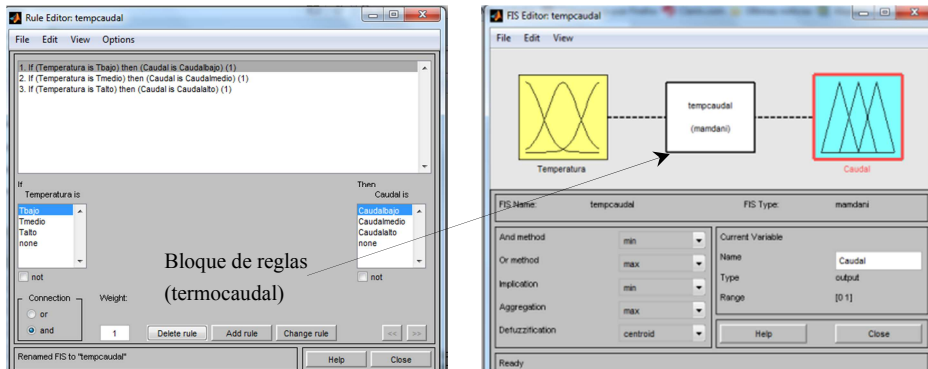 Rule Editor: tempcaudal
File Edit View Options
1. If (Temperatura is Tbajo) then (Caudal is Caudalbajo) (1)
2. If (Temperatura is Tmedio) then (Caudal is Caudalmedio) (1)
3. If (Temperatura is Talto) then (Caudal is Caudalalto) (1)
If
Temperatura is
Then
Caudal is
Tbajo
Tmedio
Talto
none
Caudalbajo
Caudalmedio
Caudalalto
none
not
not
Bloque de reglas
(termocaudal)
Connection
or
and
Weight:
1
Delete rule
Add rule
Change rule
<<
>>
Renamed FIS to "tempcaudal"
Help
Close
FIS Editor: tempcaudal
File Edit View
Temperatura
tempcaudal
(mamdani)
Caudal
FIS Name: tempcaudal
FIS Type: mamdani
And method min
Or method max
Implication min
Aggregation max
Defuzzification centroid
Current Variable
Name Caudal
Type output
Range [0 1]
Help
Close
Ready